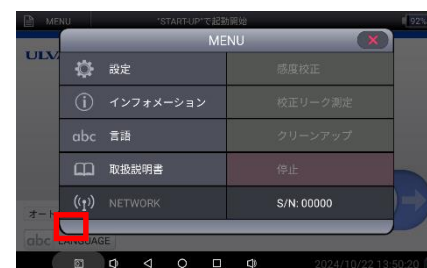 MENU "START-UP"で起動開始 92%
ULVA
MENU ×
設定 感度校正
インフォメーション 校正リーク測定
abc 言語 クリーンアップ
取扱説明書 停止
NETWORK S/N: 00000
オート
abc LANGUAGE
2024/10/22 13:50:20